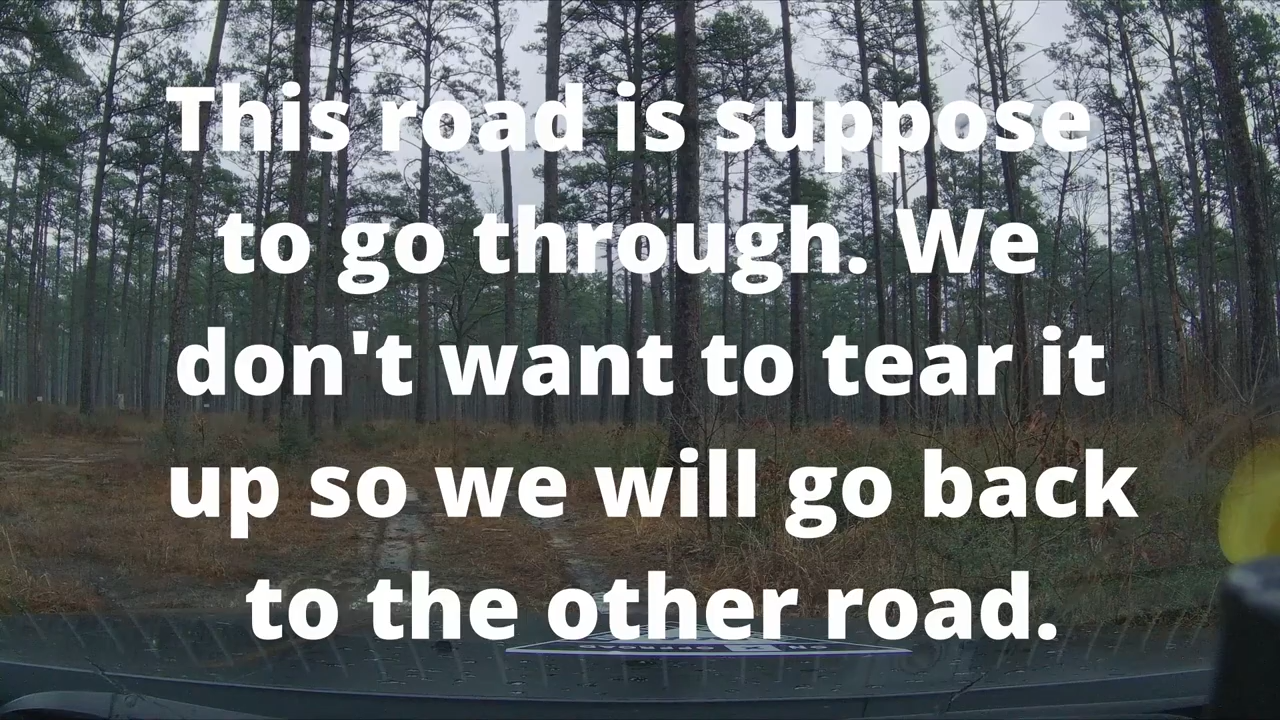 This road is suppose
to go through. We
don't want to tear it
up so we will go back
to the other road.
OFFROAD